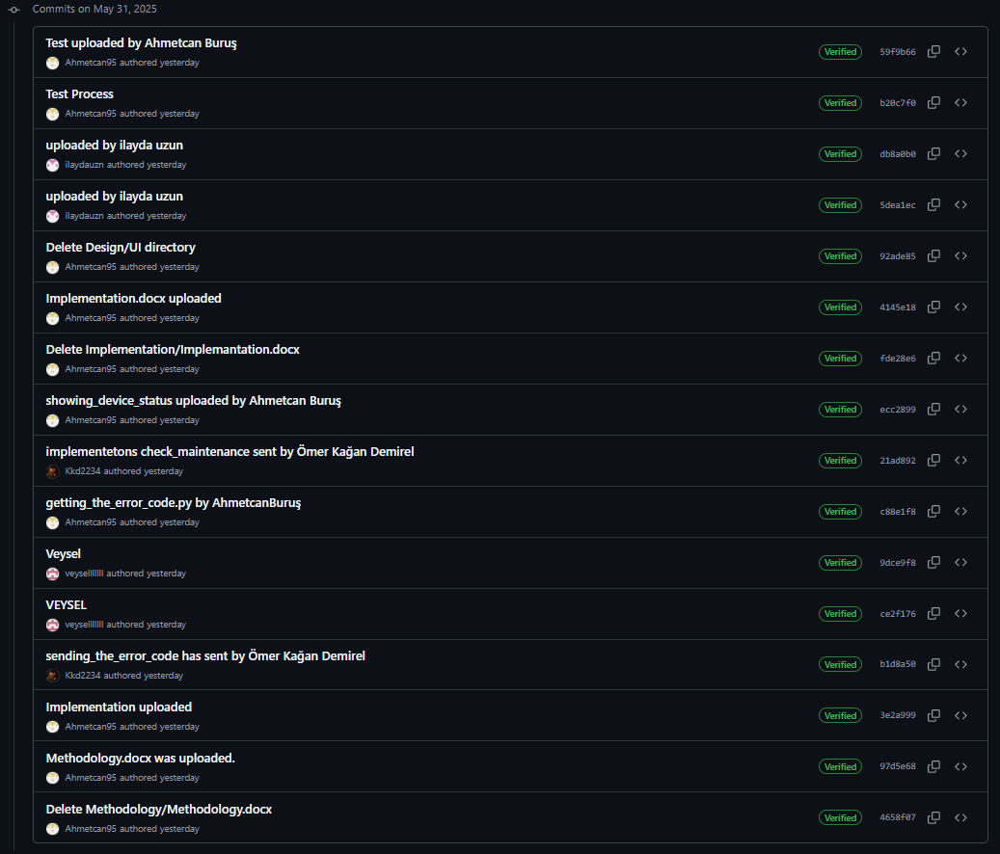 Commits on May 31, 2025
Test uploaded by Ahmetcan Buruş
Ahmetcan95 authored yesterday
Verified 59f9b66
Test Process
Ahmetcan95 authored yesterday
Verified b20c7f0
uploaded by ilayda uzun
ilaydauzn authored yesterday
Verified db8a0b0
uploaded by ilayda uzun
ilaydauzn authored yesterday
Verified 5dea1ec
Delete Design/UI directory
Ahmetcan95 authored yesterday
Verified 92ade85
Implementation.docx uploaded
Ahmetcan95 authored yesterday
Verified 4145e18
Delete Implementation/Implemantation.docx
Ahmetcan95 authored yesterday
Verified fde28e6
showing_device_status uploaded by Ahmetcan Buruş
Ahmetcan95 authored yesterday
Verified ecc2899
implementetons check_maintenance sent by Ömer Kağan Demirel
Kkd2234 authored yesterday
Verified 21ad892
getting_the_error_code.py by AhmetcanBuruş
Ahmetcan95 authored yesterday
Verified c88e1f8
Veysel
veysellllllll authored yesterday
Verified 9dce9f8
VEYSEL
veysellllllll authored yesterday
Verified ce2f176
sending_the_error_code has sent by Ömer Kağan Demirel
Kkd2234 authored yesterday
Verified b1d8a50
Implementation uploaded
Ahmetcan95 authored yesterday
Verified 3e2a999
Methodology.docx was uploaded.
Ahmetcan95 authored yesterday
Verified 97d5e68
Delete Methodology/Methodology.docx
Ahmetcan95 authored yesterday
Verified 4658f07